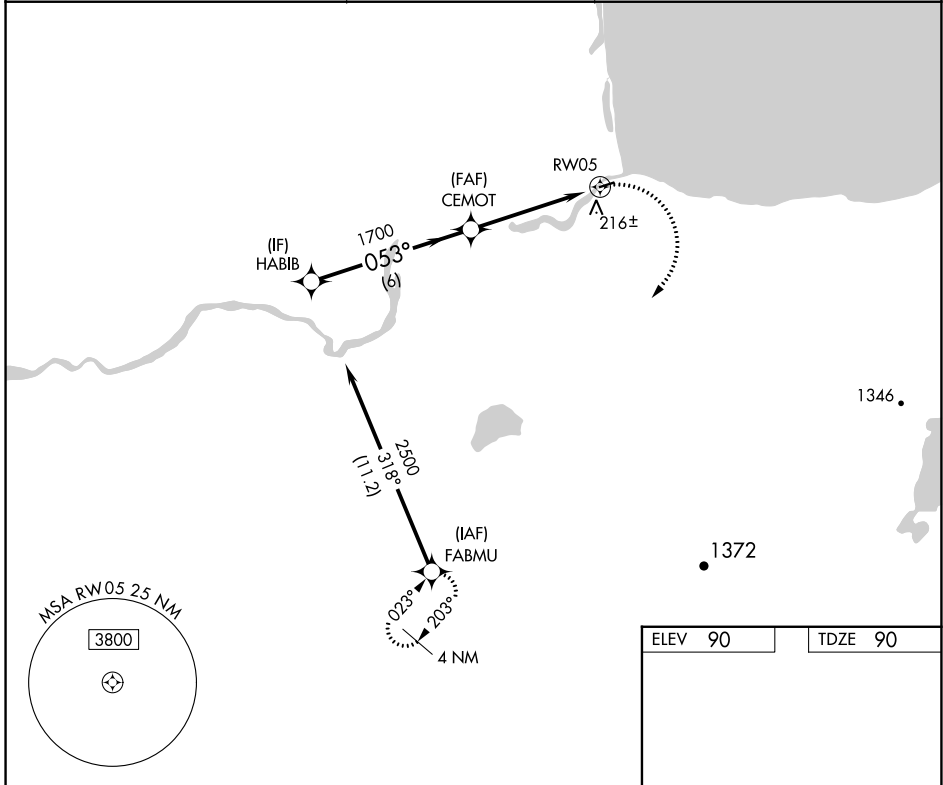 RW05
(FAF)
CEMOT
216±
(IF)
HABIB
1700
053°
(6)
1346
2500
318°
(11.2)
(IAF)
FABMU
1372
023°
203°
4 NM
MSA RW05 25 NM
3800
ELEV 90
TDZE 90